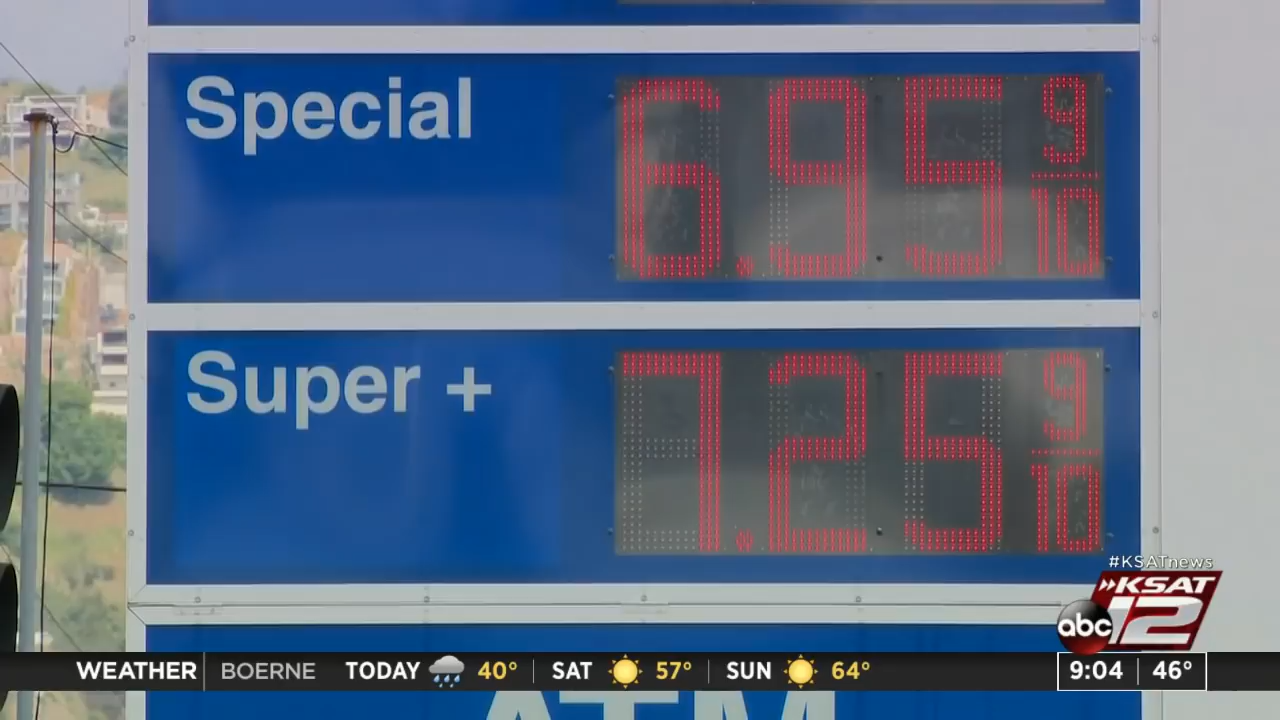 Special
6.95 9/10
Super +
7.25 9/10
#KSATnews
KSAT
abc 12
WEATHER BOERNE TODAY 40° SAT 57° SUN 64° 9:04 46°
ATM